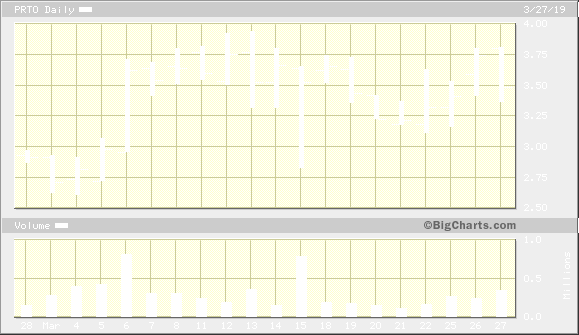 PRTO Daily 3/27/19
4.00
3.75
3.50
3.25
3.00
2.75
2.50
Volume ©BigCharts.com
1.0
0.5
0.0
Millions
28 Mar 4 5 6 7 8 11 12 13 14 15 18 19 20 21 22 25 26 27